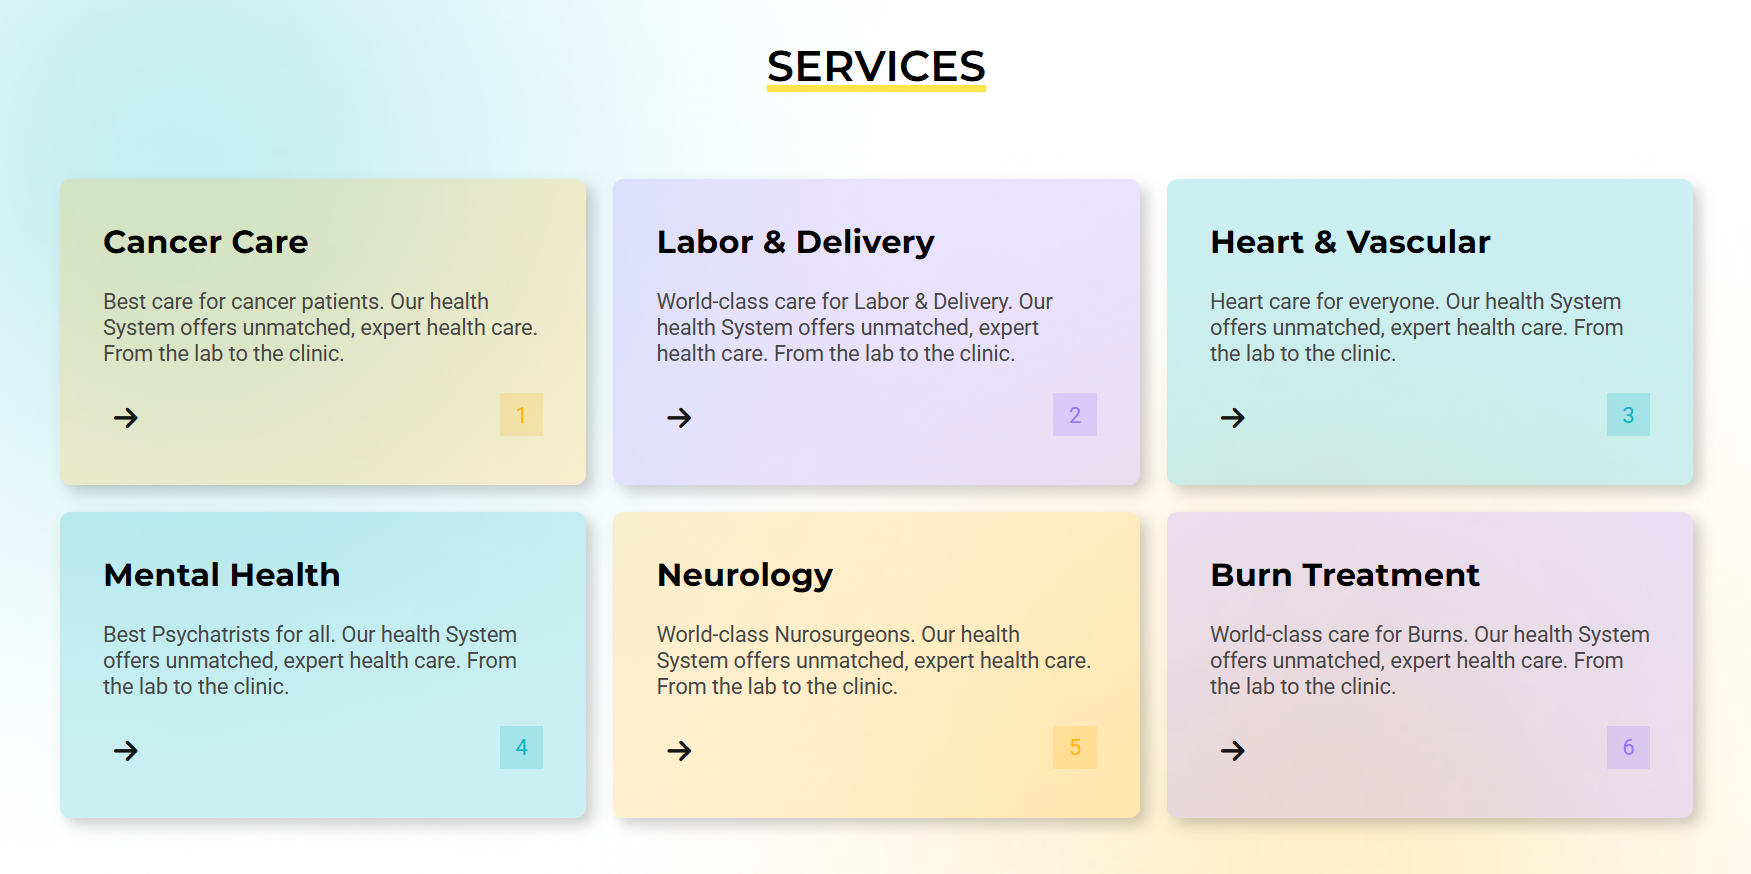 SERVICES
Cancer Care
Best care for cancer patients. Our health
System offers unmatched, expert health care.
From the lab to the clinic.
1
Labor & Delivery
World-class care for Labor & Delivery. Our
health System offers unmatched, expert
health care. From the lab to the clinic.
2
Heart & Vascular
Heart care for everyone. Our health System
offers unmatched, expert health care. From
the lab to the clinic.
3
Mental Health
Best Psychatrists for all. Our health System
offers unmatched, expert health care. From
the lab to the clinic.
4
Neurology
World-class Nurosurgeons. Our health
System offers unmatched, expert health care.
From the lab to the clinic.
5
Burn Treatment
World-class care for Burns. Our health System
offers unmatched, expert health care. From
the lab to the clinic.
6